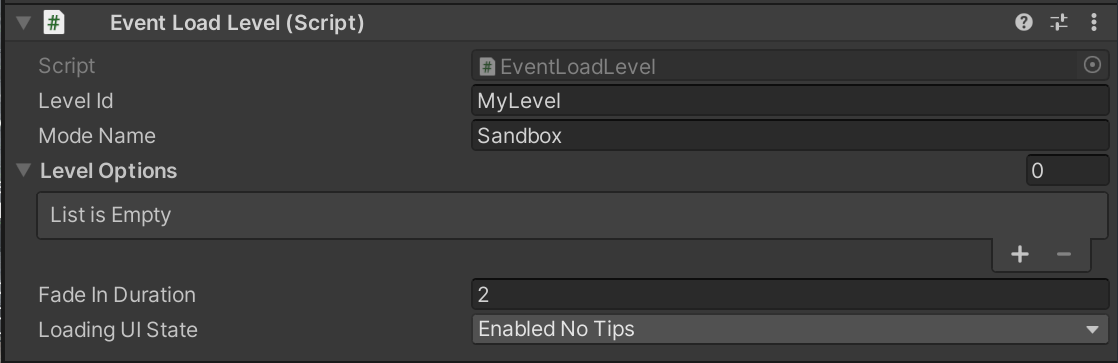 Event Load Level (Script)
Script # EventLoadLevel
Level Id MyLevel
Mode Name Sandbox
Level Options 0
List is Empty
Fade In Duration 2
Loading UI State Enabled No Tips